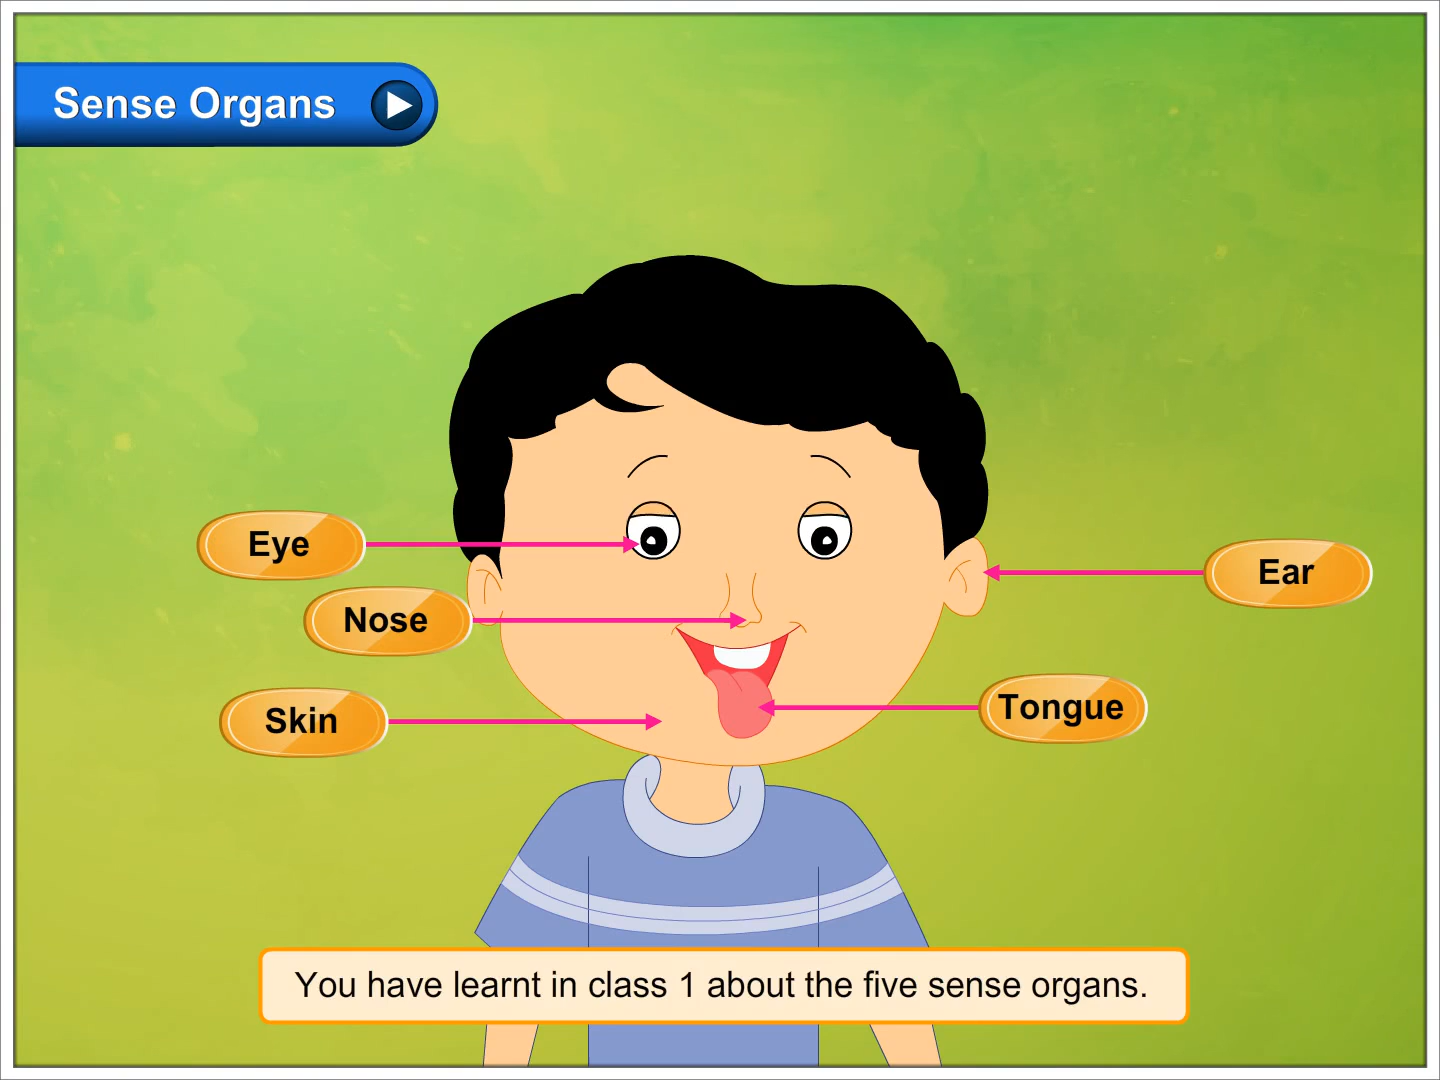 Sense Organs
Eye
Ear
Nose
Tongue
Skin
You have learnt in class 1 about the five sense organs.